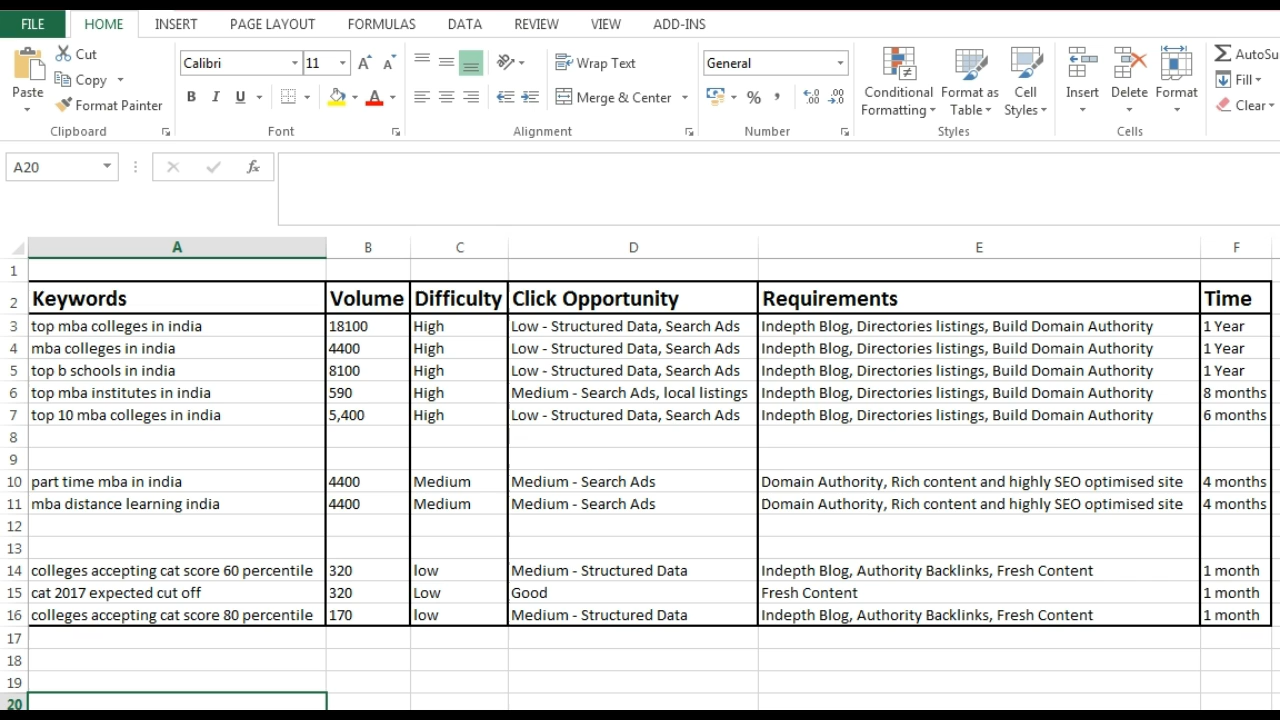 FILE HOME INSERT PAGE LAYOUT FORMULAS DATA REVIEW VIEW ADD-INS
Paste Cut Copy Format Painter Clipboard
Calibri 11 A A B I U A Font
Wrap Text Merge & Center Alignment
General % , Number
Conditional Formatting Format as Table Cell Styles Styles
Insert Delete Format Cells
AutoSu Fill Clear
A20 fx
A B C D E F
1
2 Keywords Volume Difficulty Click Opportunity Requirements Time
3 top mba colleges in india 18100 High Low - Structured Data, Search Ads Indepth Blog, Directories listings, Build Domain Authority 1 Year
4 mba colleges in india 4400 High Low - Structured Data, Search Ads Indepth Blog, Directories listings, Build Domain Authority 1 Year
5 top b schools in india 8100 High Low - Structured Data, Search Ads Indepth Blog, Directories listings, Build Domain Authority 1 Year
6 top mba institutes in india 590 High Medium - Search Ads, local listings Indepth Blog, Directories listings, Build Domain Authority 8 months
7 top 10 mba colleges in india 5,400 High Low - Structured Data, Search Ads Indepth Blog, Directories listings, Build Domain Authority 6 months
8
9
10 part time mba in india 4400 Medium Medium - Search Ads Domain Authority, Rich content and highly SEO optimised site 4 months
11 mba distance learning india 4400 Medium Medium - Search Ads Domain Authority, Rich content and highly SEO optimised site 4 months
12
13
14 colleges accepting cat score 60 percentile 320 low Medium - Structured Data Indepth Blog, Authority Backlinks, Fresh Content 1 month
15 cat 2017 expected cut off 320 Low Good Fresh Content 1 month
16 colleges accepting cat score 80 percentile 170 low Medium - Structured Data Indepth Blog, Authority Backlinks, Fresh Content 1 month
17
18
19
20